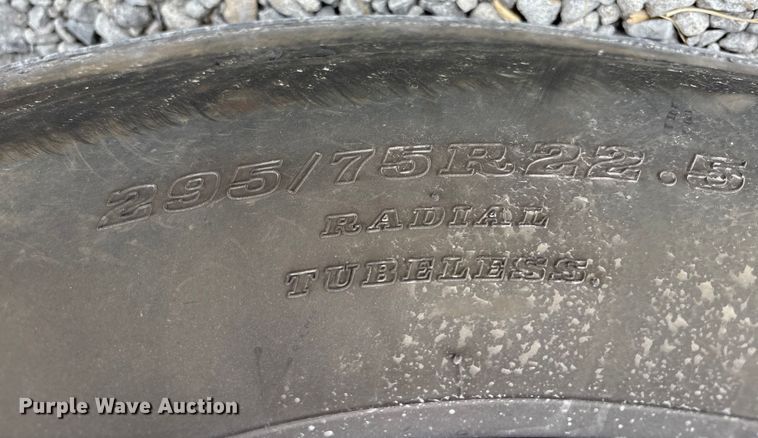 295/75R22.5
RADIAL
TUBELESS.
Purple Wave Auction